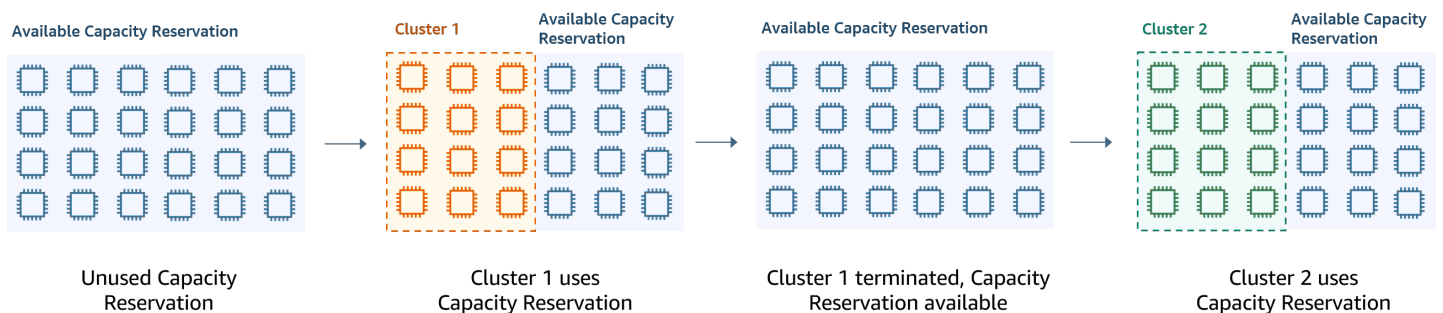 Available Capacity Reservation
Cluster 1
Available Capacity
Reservation
Available Capacity Reservation
Cluster 2
Available Capacity
Reservation
Unused Capacity
Reservation
Cluster 1 uses
Capacity Reservation
Cluster 1 terminated, Capacity
Reservation available
Cluster 2 uses
Capacity Reservation